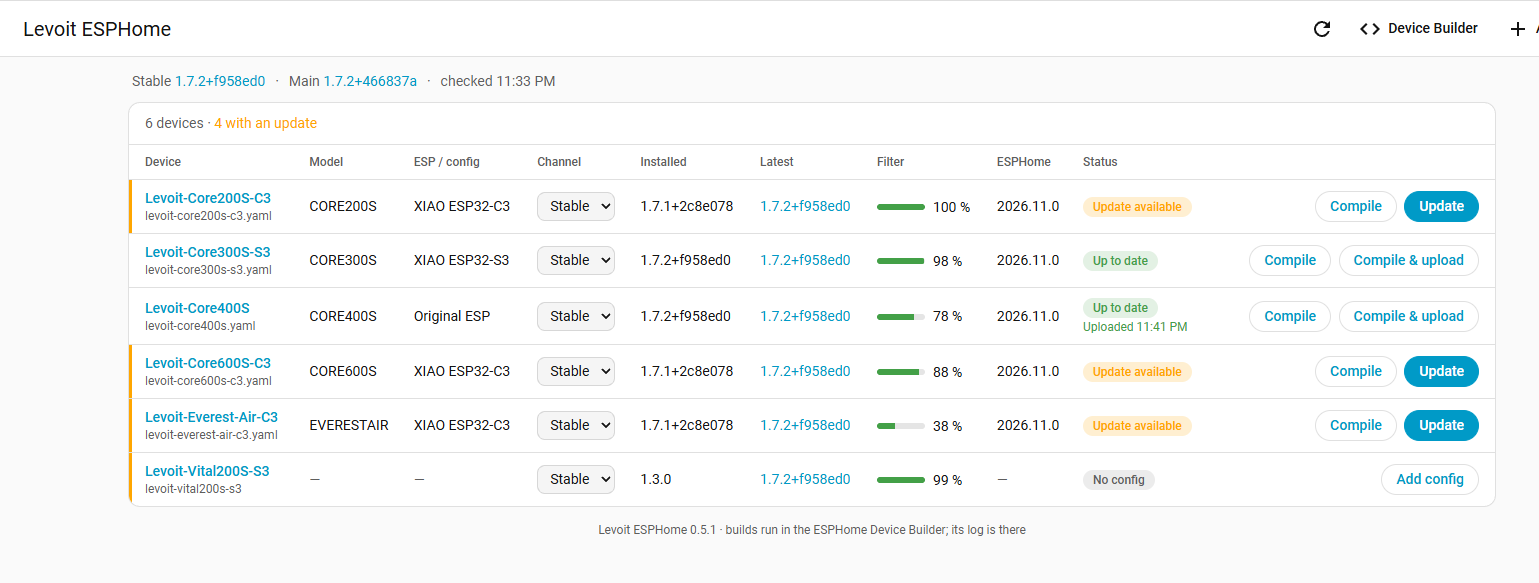 Levoit ESPHome
Device Builder
Stable 1.7.2+f958ed0 · Main 1.7.2+466837a · checked 11:33 PM
6 devices · 4 with an update
Device Model ESP / config Channel Installed Latest Filter ESPHome Status
Levoit-Core200S-C3
levoit-core200s-c3.yaml
CORE200S XIAO ESP32-C3 Stable 1.7.1+2c8e078 1.7.2+f958ed0 100 % 2026.11.0 Update available Compile Update
Levoit-Core300S-S3
levoit-core300s-s3.yaml
CORE300S XIAO ESP32-S3 Stable 1.7.2+f958ed0 1.7.2+f958ed0 98 % 2026.11.0 Up to date Compile Compile & upload
Levoit-Core400S
levoit-core400s.yaml
CORE400S Original ESP Stable 1.7.2+f958ed0 1.7.2+f958ed0 78 % 2026.11.0 Up to date Compile Compile & upload
Uploaded 11:41 PM
Levoit-Core600S-C3
levoit-core600s-c3.yaml
CORE600S XIAO ESP32-C3 Stable 1.7.1+2c8e078 1.7.2+f958ed0 88 % 2026.11.0 Update available Compile Update
Levoit-Everest-Air-C3
levoit-everest-air-c3.yaml
EVERESTAIR XIAO ESP32-C3 Stable 1.7.1+2c8e078 1.7.2+f958ed0 38 % 2026.11.0 Update available Compile Update
Levoit-Vital200S-S3
levoit-vital200s-s3
— — Stable 1.3.0 1.7.2+f958ed0 99 % — No config Add config
Levoit ESPHome 0.5.1 · builds run in the ESPHome Device Builder; its log is there